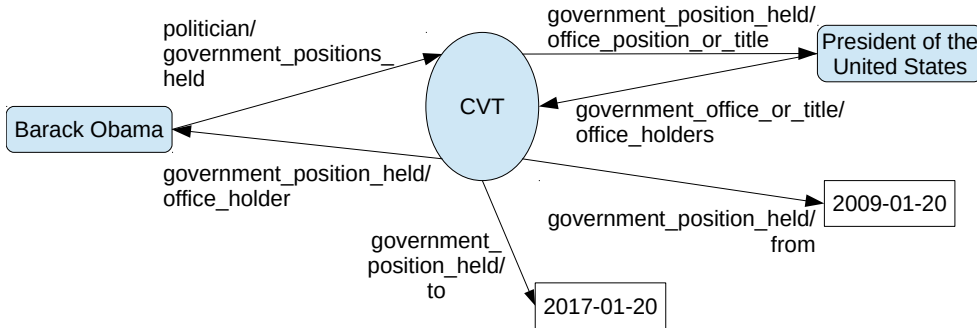 politician/
government_positions_
held
government_position_held/
office_position_or_title
President of the
United States
CVT
government_office_or_title/
office_holders
Barack Obama
government_position_held/
office_holder
2009-01-20
government_position_held/
from
government_
position_held/
to
2017-01-20